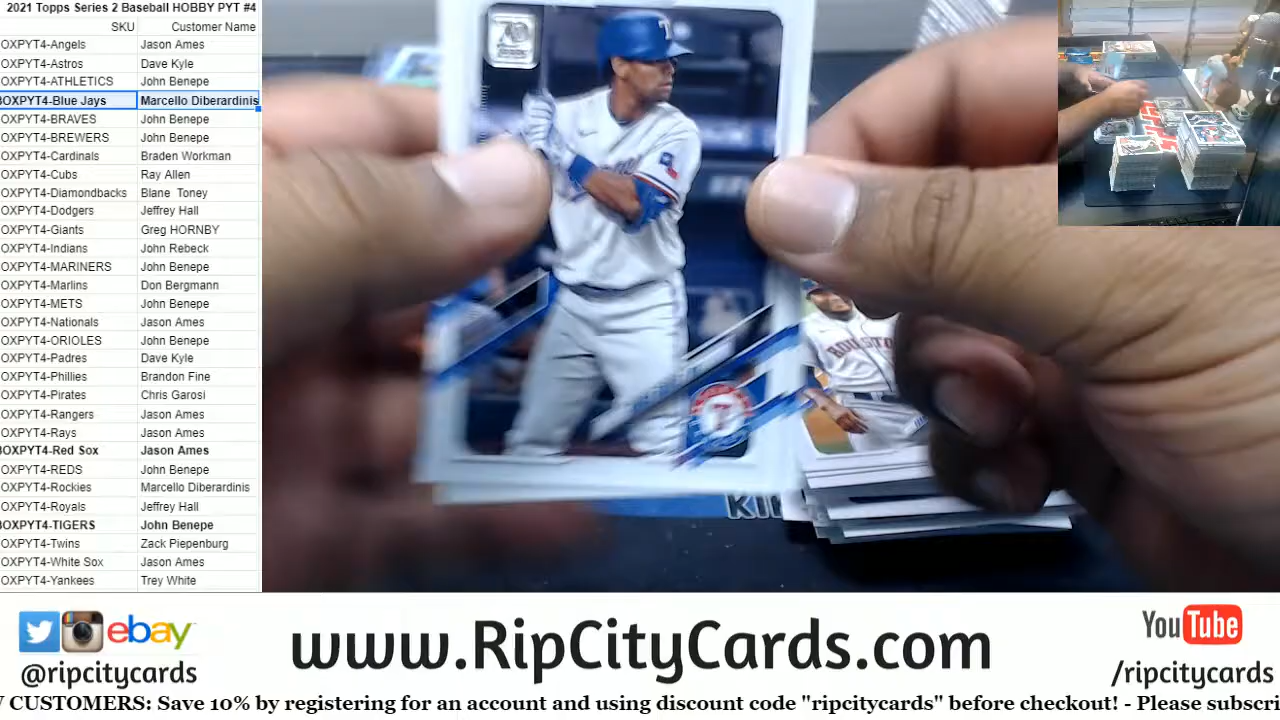 2021 Topps Series 2 Baseball HOBBY PYT #4
SKU Customer Name
OXPYT4-Angels Jason Ames
OXPYT4-Astros Dave Kyle
OXPYT4-ATHLETICS John Benepe
OXPYT4-Blue Jays Marcello Diberardinis
OXPYT4-BRAVES John Benepe
OXPYT4-BREWERS John Benepe
OXPYT4-Cardinals Braden Workman
OXPYT4-Cubs Ray Allen
OXPYT4-Diamondbacks Blane Toney
OXPYT4-Dodgers Jeffrey Hall
OXPYT4-Giants Greg HORNBY
OXPYT4-Indians John Rebeck
OXPYT4-MARINERS John Benepe
OXPYT4-Marlins Don Bergmann
OXPYT4-METS John Benepe
OXPYT4-Nationals Jason Ames
OXPYT4-ORIOLES John Benepe
OXPYT4-Padres Dave Kyle
OXPYT4-Phillies Brandon Fine
OXPYT4-Pirates Chris Garosi
OXPYT4-Rangers Jason Ames
OXPYT4-Rays Jason Ames
OXPYT4-Red Sox Jason Ames
OXPYT4-REDS John Benepe
OXPYT4-Rockies Marcello Diberardinis
OXPYT4-Royals Jeffrey Hall
OXPYT4-TIGERS John Benepe
OXPYT4-Twins Zack Piepenburg
OXPYT4-White Sox Jason Ames
OXPYT4-Yankees Trey White
70
T
HOUSTON
KI
ebay
@ripcitycards
www.RipCityCards.com
YouTube
/ripcitycards
CUSTOMERS: Save 10% by registering for an account and using discount code "ripcitycards" before checkout! - Please subscri